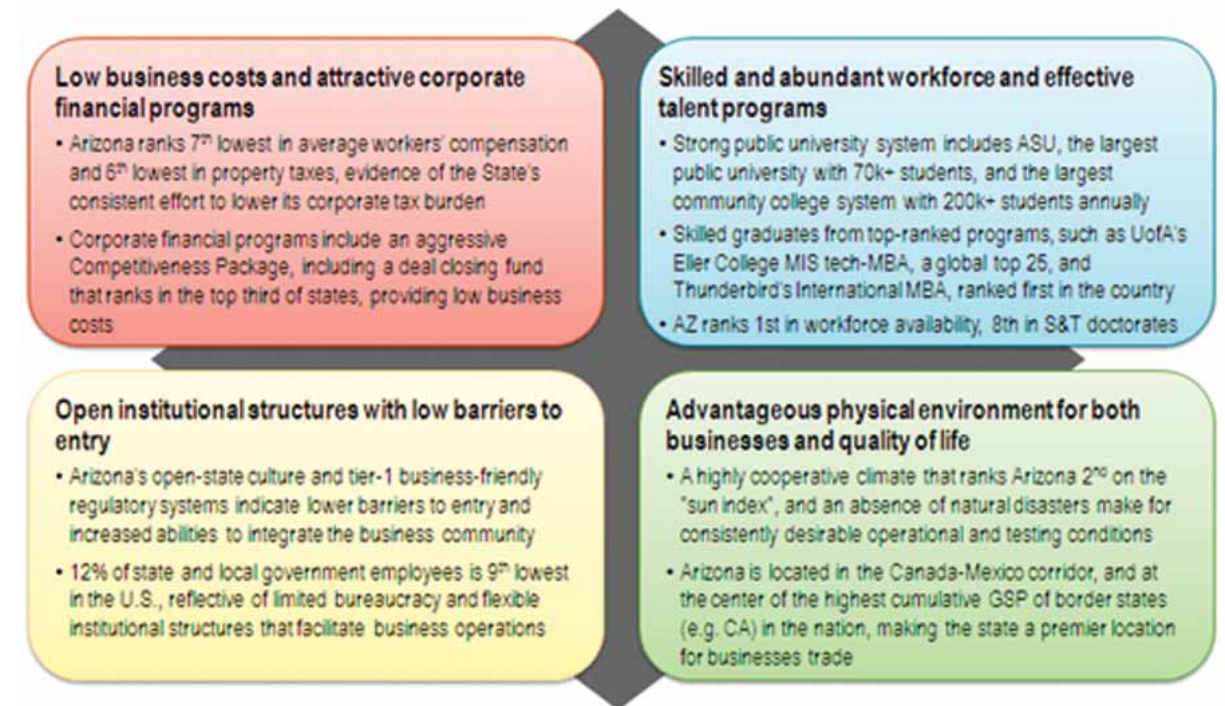 Low business costs and attractive corporate
financial programs
• Arizona ranks 7th lowest in average workers' compensation
and 6th lowest in property taxes, evidence of the State's
consistent effort to lower its corporate tax burden
• Corporate financial programs include an aggressive
Competitiveness Package, including a deal closing fund
that ranks in the top third of states, providing low business
costs
Skilled and abundant workforce and effective
talent programs
• Strong public university system includes ASU, the largest
public university with 70k+ students, and the largest
community college system with 200k+ students annually
• Skilled graduates from top-ranked programs, such as UofA's
Eller College MIS tech-MBA, a global top 25, and
Thunderbird's International MBA, ranked first in the country
• AZ ranks 1st in workforce availability, 8th in S&T doctorates
Open institutional structures with low barriers to
entry
• Arizona's open-state culture and tier-1 business-friendly
regulatory systems indicate lower barriers to entry and
increased abilities to integrate the business community
• 12% of state and local government employees is 9th lowest
in the U.S., reflective of limited bureaucracy and flexible
institutional structures that facilitate business operations
Advantageous physical environment for both
businesses and quality of life
• A highly cooperative climate that ranks Arizona 2nd on the
"sun index", and an absence of natural disasters make for
consistently desirable operational and testing conditions
• Arizona is located in the Canada-Mexico corridor, and at
the center of the highest cumulative GSP of border states
(e.g. CA) in the nation, making the state a premier location
for businesses trade